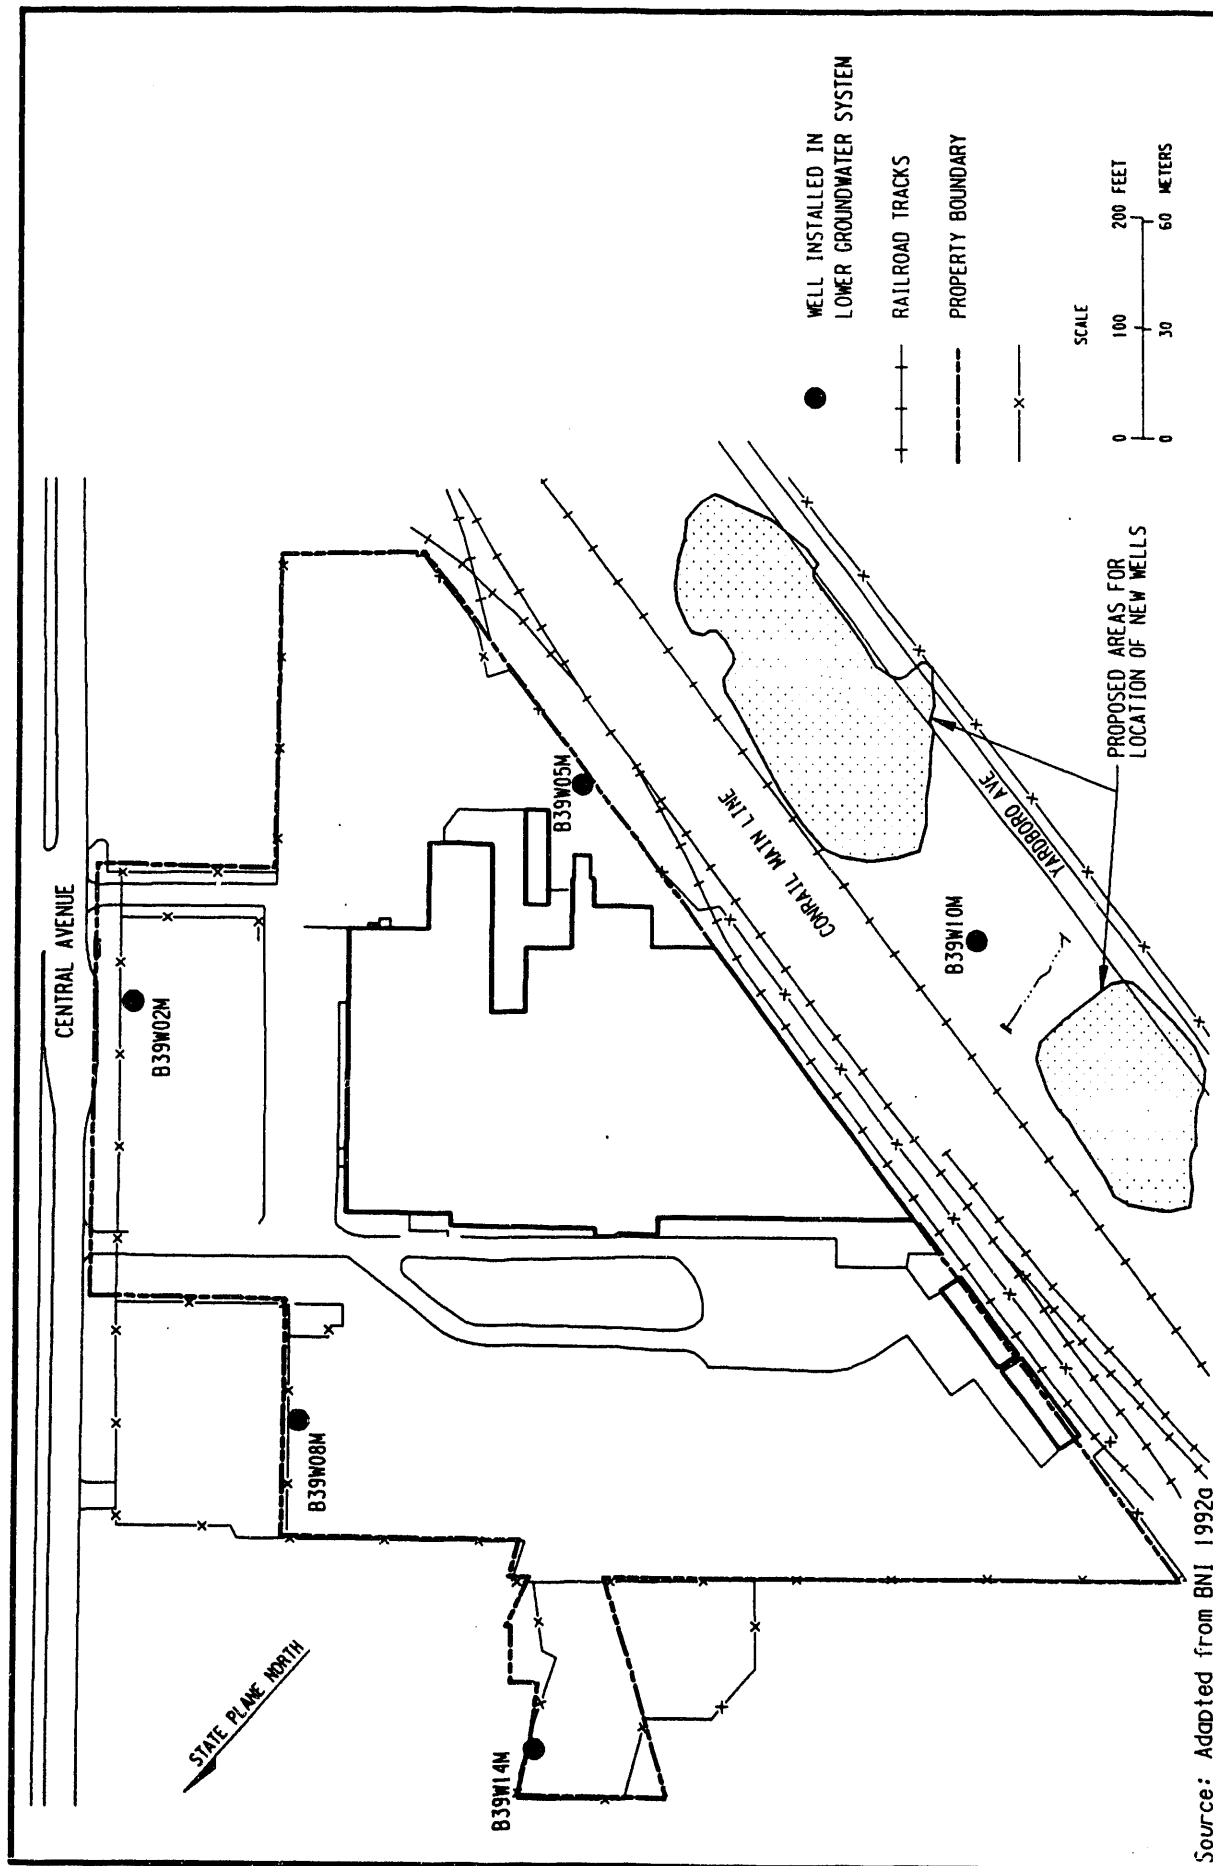 CENTRAL AVENUE
B39W02M
B39W08M
B39W14M
B39W05M
B39W10M
STATE PLANE NORTH
CONRAIL MAIN LINE
YARDBORO AVE
PROPOSED AREAS FOR
LOCATION OF NEW WELLS
WELL INSTALLED IN
LOWER GROUNDWATER SYSTEM
RAILROAD TRACKS
PROPERTY BOUNDARY
SCALE
0 100 200 FEET
0 30 60 METERS
Source: Adapted from BNI 1992a